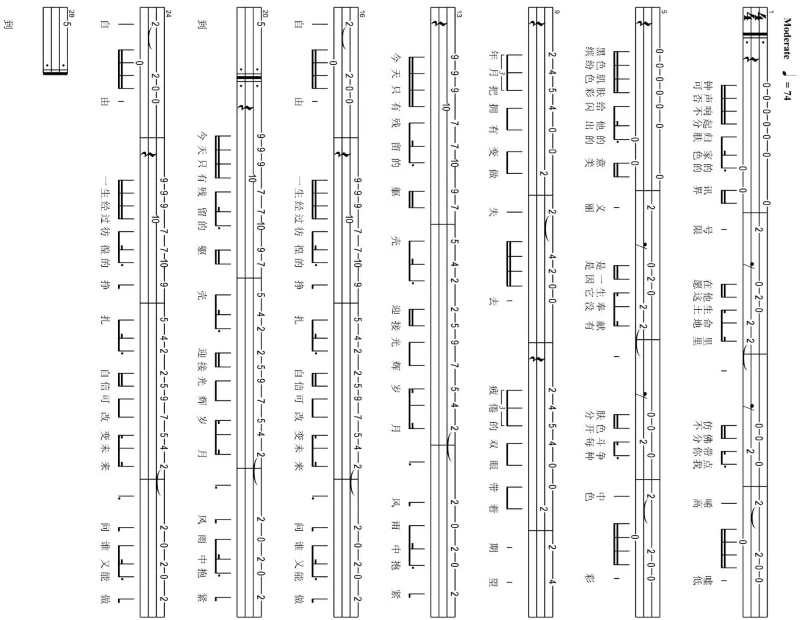 Moderate = 74
1
钟声响起归家的讯号 在他生命里 仿佛带点唏嘘
可否不分肤色的界限 愿这土地里 不分你我高低
5
黑色肌肤给他的意义 是一生奉献 肤色斗争中
缤纷色彩闪出的美丽 是因它没有 分开每种色彩
9
3 3
年月把拥有变做失去 疲倦的双眼带着期望
13
今天只有残留的躯壳 迎接光辉岁月 风雨中抱紧
16
自由 一生经过彷徨的挣扎 自信可改变未来 问谁又能做
20
到 今天只有残留的躯壳 迎接光辉岁月 风雨中抱紧
24
自由 一生经过彷徨的挣扎 自信可改变未来 问谁又能做
28
5
到